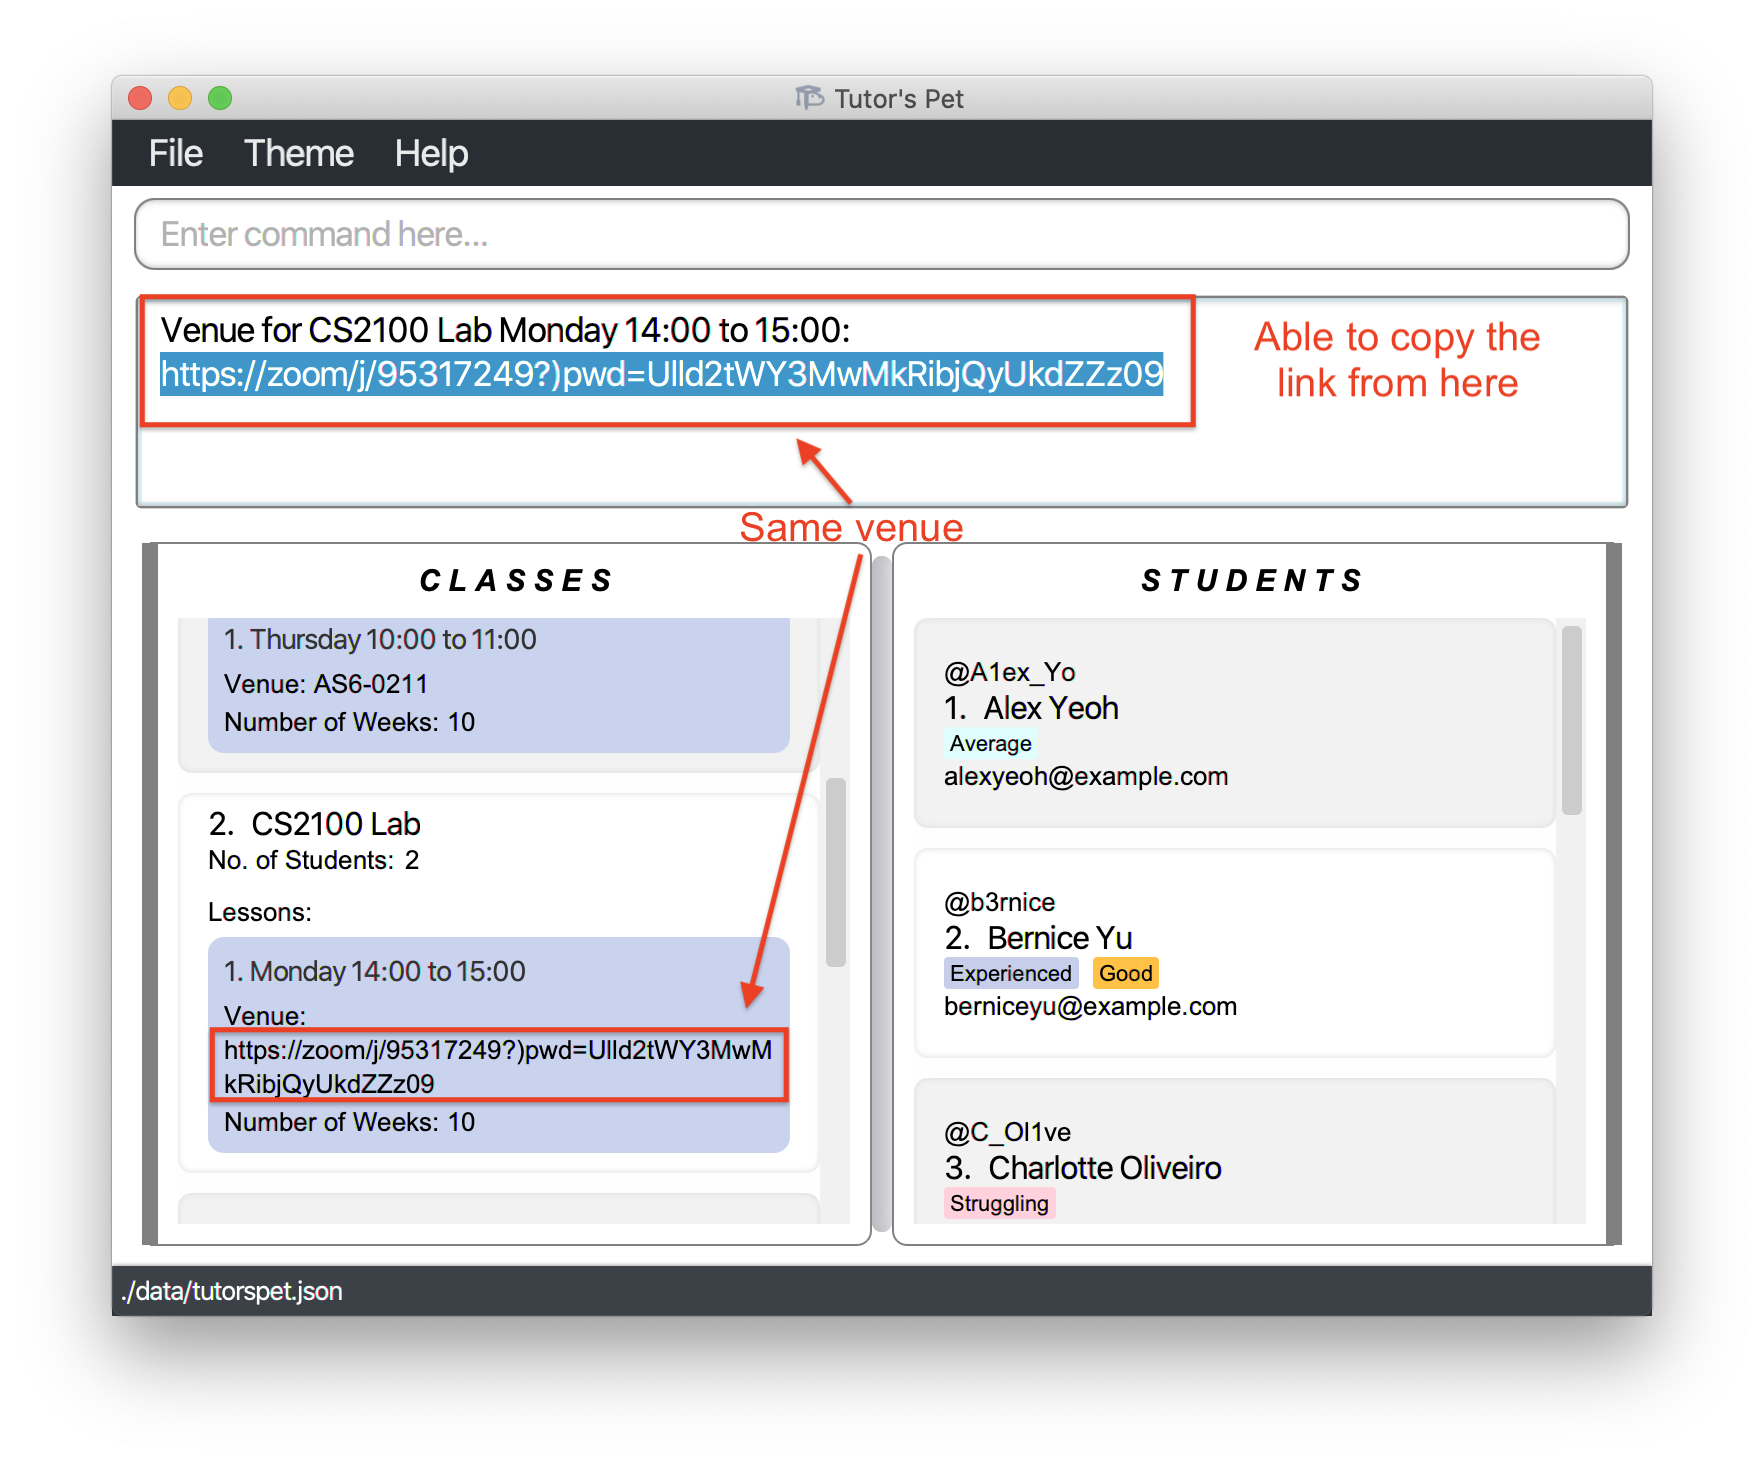 Tutor's Pet
File Theme Help
Enter command here...
Venue for CS2100 Lab Monday 14:00 to 15:00:
https://zoom/j/95317249?)pwd=Ulld2tWY3MwMkRibjQyUkdZZz09
Able to copy the
link from here
Same venue
CLASSES
1. Thursday 10:00 to 11:00
Venue: AS6-0211
Number of Weeks: 10
2. CS2100 Lab
No. of Students: 2
Lessons:
1. Monday 14:00 to 15:00
Venue:
https://zoom/j/95317249?)pwd=Ulld2tWY3MwM
kRibjQyUkdZZz09
Number of Weeks: 10
STUDENTS
@A1ex_Yo
1. Alex Yeoh
Average
alexyeoh@example.com
@b3rnice
2. Bernice Yu
Experienced Good
berniceyu@example.com
@C_Ol1ve
3. Charlotte Oliveiro
Struggling
./data/tutorspet.json